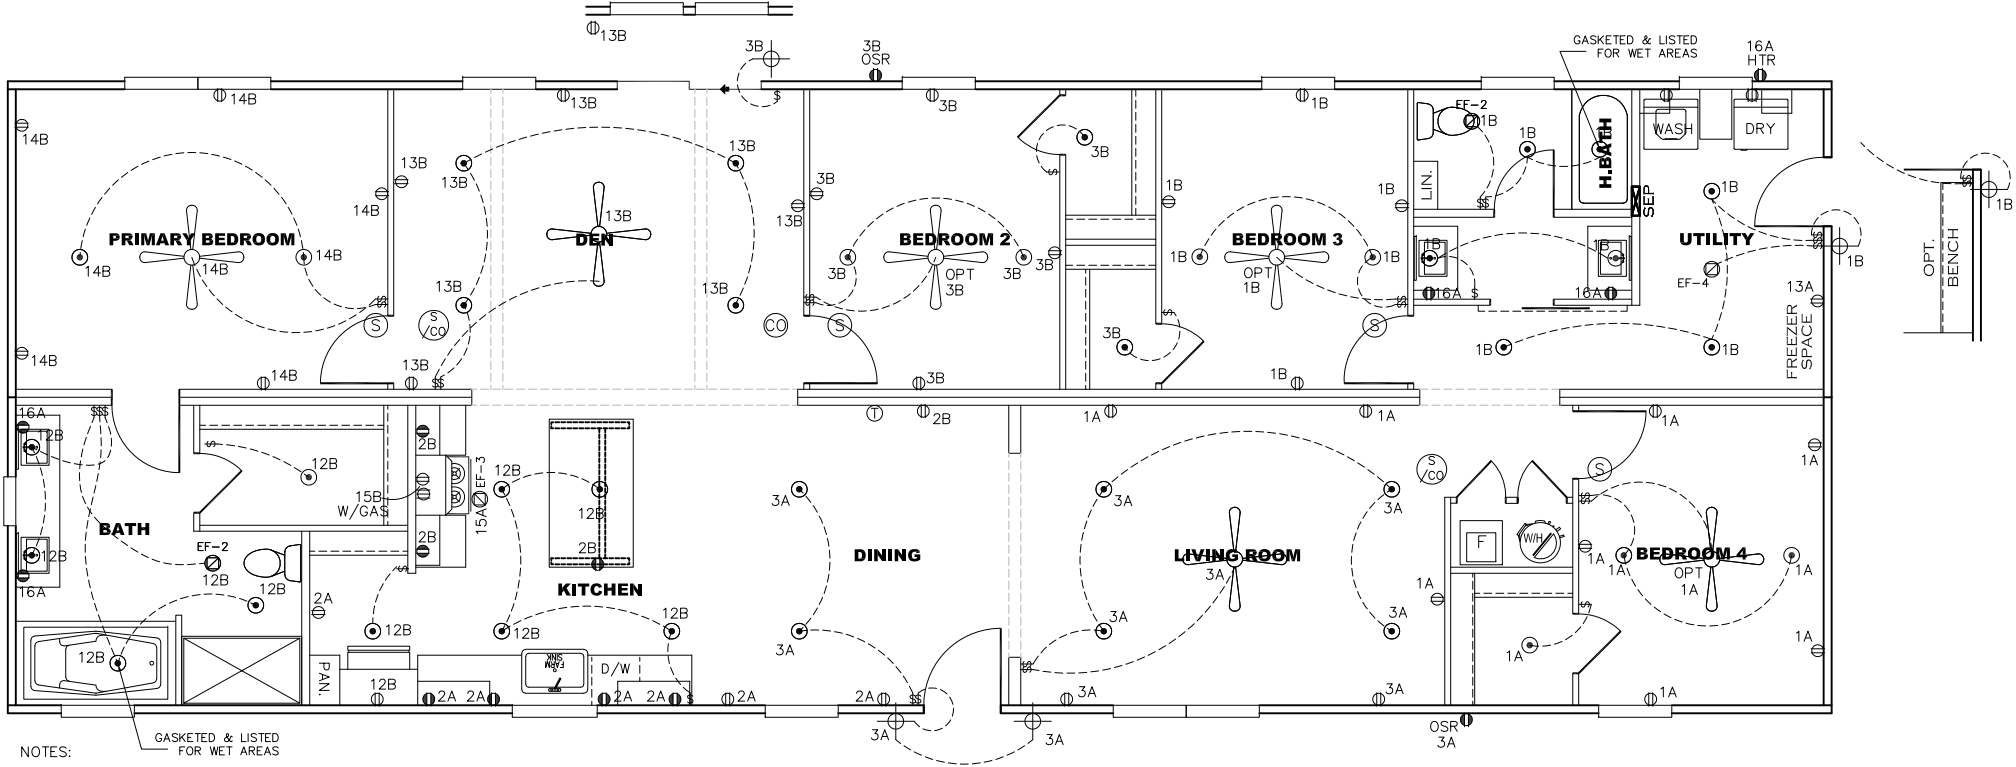 13B
3B
3B
OSR
GASKETED & LISTED
FOR WET AREAS
16A
HTR
14B
13B
3B
1B
EF-2
1B
1B
1B
H.BATH
WASH
DRY
14B
13B
13B
13B
13B
14B
13B
3B
3B
1B
1B
LIN.
SEP
1B
1B
PRIMARY BEDROOM
14B
14B
14B
13B
DEN
13B
BEDROOM 2
3B
OPT
3B
3B
3B
BEDROOM 3
1B
OPT
1B
1B
1B
1B
UTILITY
EF-4
1B
OPT.
BENCH
13B
13B
16A
16A
13A
FREEZER
SPACE
S
S
/CO
CO
S
S
3B
1B
1B
14B
14B
13B
3B
1B
16A
12B
2B
T
2B
1A
1A
1A
1A
12B
15B
W/GAS
EF-3
15A
12B
12B
3A
3A
3A
S
/CO
S
BATH
EF-2
12B
12B
16A
12B
2B
2B
KITCHEN
DINING
LIVING ROOM
3A
F
W/H
1A
1A
BEDROOM 4
OPT
1A
1A
2A
12B
12B
12B
3A
3A
3A
1A
1A
1A
12B
PAN.
12B
2A
2A
FARM
SINK
D/W
2A
2A
2A
2A
3A
3A
1A
3A
3A
OSR
3A
NOTES:
GASKETED & LISTED
FOR WET AREAS